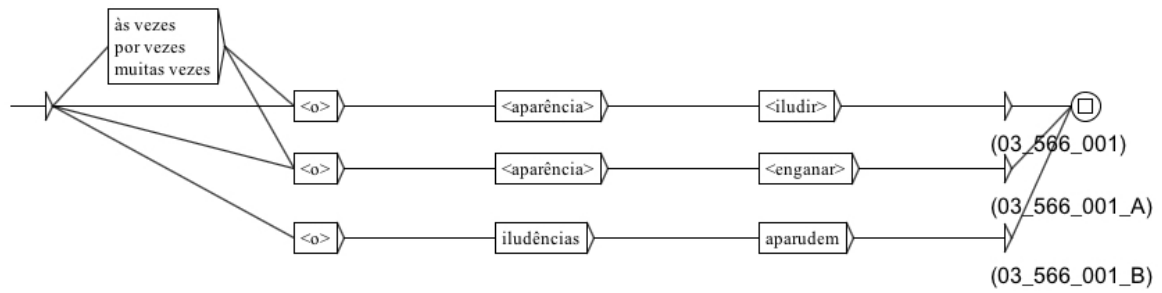 às vezes
por vezes
muitas vezes
<o> <aparência> <iludir>
(03_566_001)
<o> <aparência> <enganar>
(03_566_001_A)
<o> iludências aparudem
(03_566_001_B)